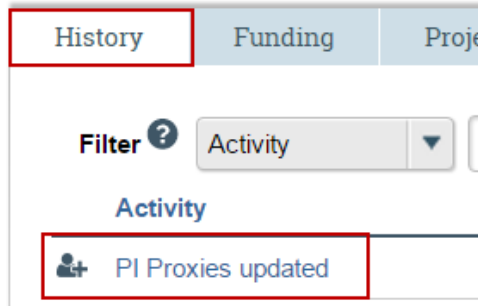 History Funding
Filter ? Activity
Activity
PI Proxies updated